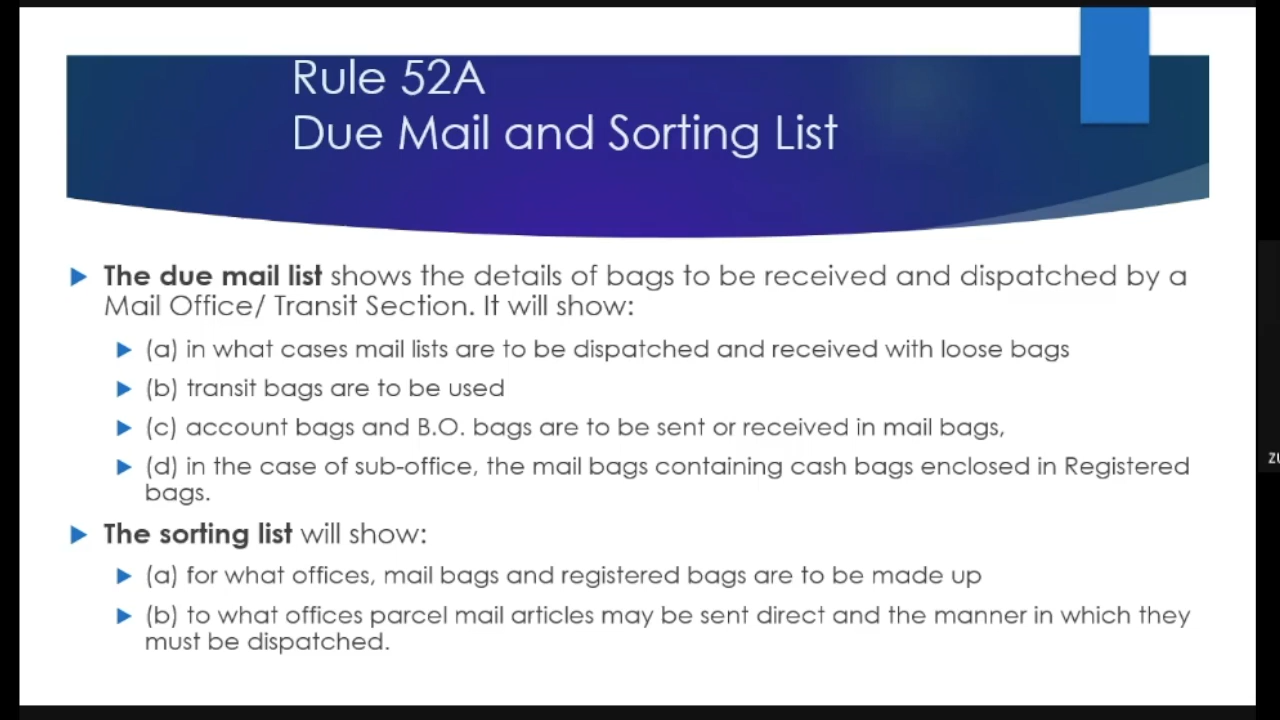 Rule 52A
Due Mail and Sorting List
The due mail list shows the details of bags to be received and dispatched by a
Mail Office/ Transit Section. It will show:
(a) in what cases mail lists are to be dispatched and received with loose bags
(b) transit bags are to be used
(c) account bags and B.O. bags are to be sent or received in mail bags,
(d) in the case of sub-office, the mail bags containing cash bags enclosed in Registered
bags.
The sorting list will show:
(a) for what offices, mail bags and registered bags are to be made up
(b) to what offices parcel mail articles may be sent direct and the manner in which they
must be dispatched.